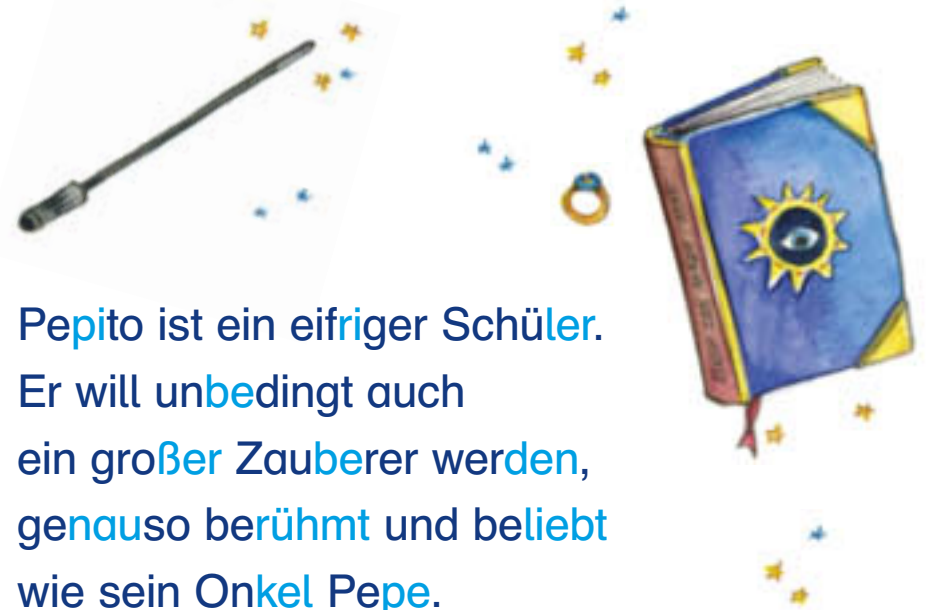 Pepito ist ein eifriger Schüler.
Er will unbedingt auch
ein großer Zauberer werden,
genauso berühmt und beliebt
wie sein Onkel Pepe.